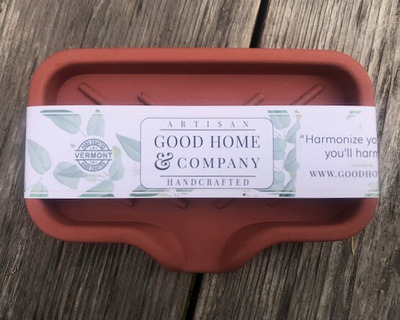 ARTISAN
GOOD HOME
& COMPANY
HANDCRAFTED
VERMONT
"Harmonize yo
you'll harm
WWW.GOODHO